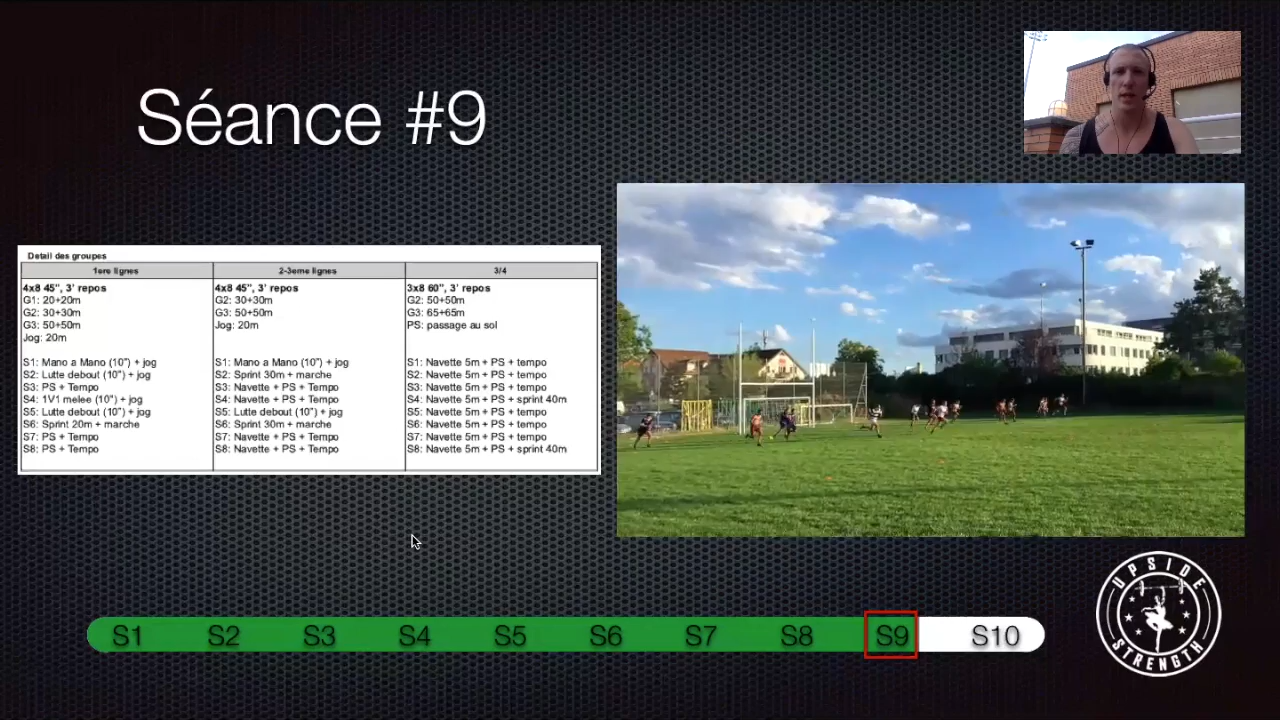 Séance #9
Detail des groupes
1ere lignes
4x8 45", 3' repos
G1: 20+20m
G2: 30+30m
G3: 50+50m
Jog: 20m
S1: Mano a Mano (10") + jog
S2: Lutte debout (10") + jog
S3: PS + Tempo
S4: 1V1 melee (10") + jog
S5: Lutte debout (10") + jog
S6: Sprint 20m + marche
S7: PS + Tempo
S8: PS + Tempo
2-3eme lignes
4x8 45", 3' repos
G2: 30+30m
G3: 50+50m
Jog: 20m
S1: Mano a Mano (10") + jog
S2: Sprint 30m + marche
S3: Navette + PS + Tempo
S4: Navette + PS + Tempo
S5: Lutte debout (10") + jog
S6: Sprint 30m + marche
S7: Navette + PS + Tempo
S8: Navette + PS + Tempo
3/4
3x8 60", 3' repos
G2: 50+50m
G3: 65+65m
PS: passage au sol
S1: Navette 5m + PS + tempo
S2: Navette 5m + PS + tempo
S3: Navette 5m + PS + tempo
S4: Navette 5m + PS + sprint 40m
S5: Navette 5m + PS + tempo
S6: Navette 5m + PS + tempo
S7: Navette 5m + PS + tempo
S8: Navette 5m + PS + sprint 40m
S1 S2 S3 S4 S5 S6 S7 S8 S9 S10
UPSIDE
STRENGTH